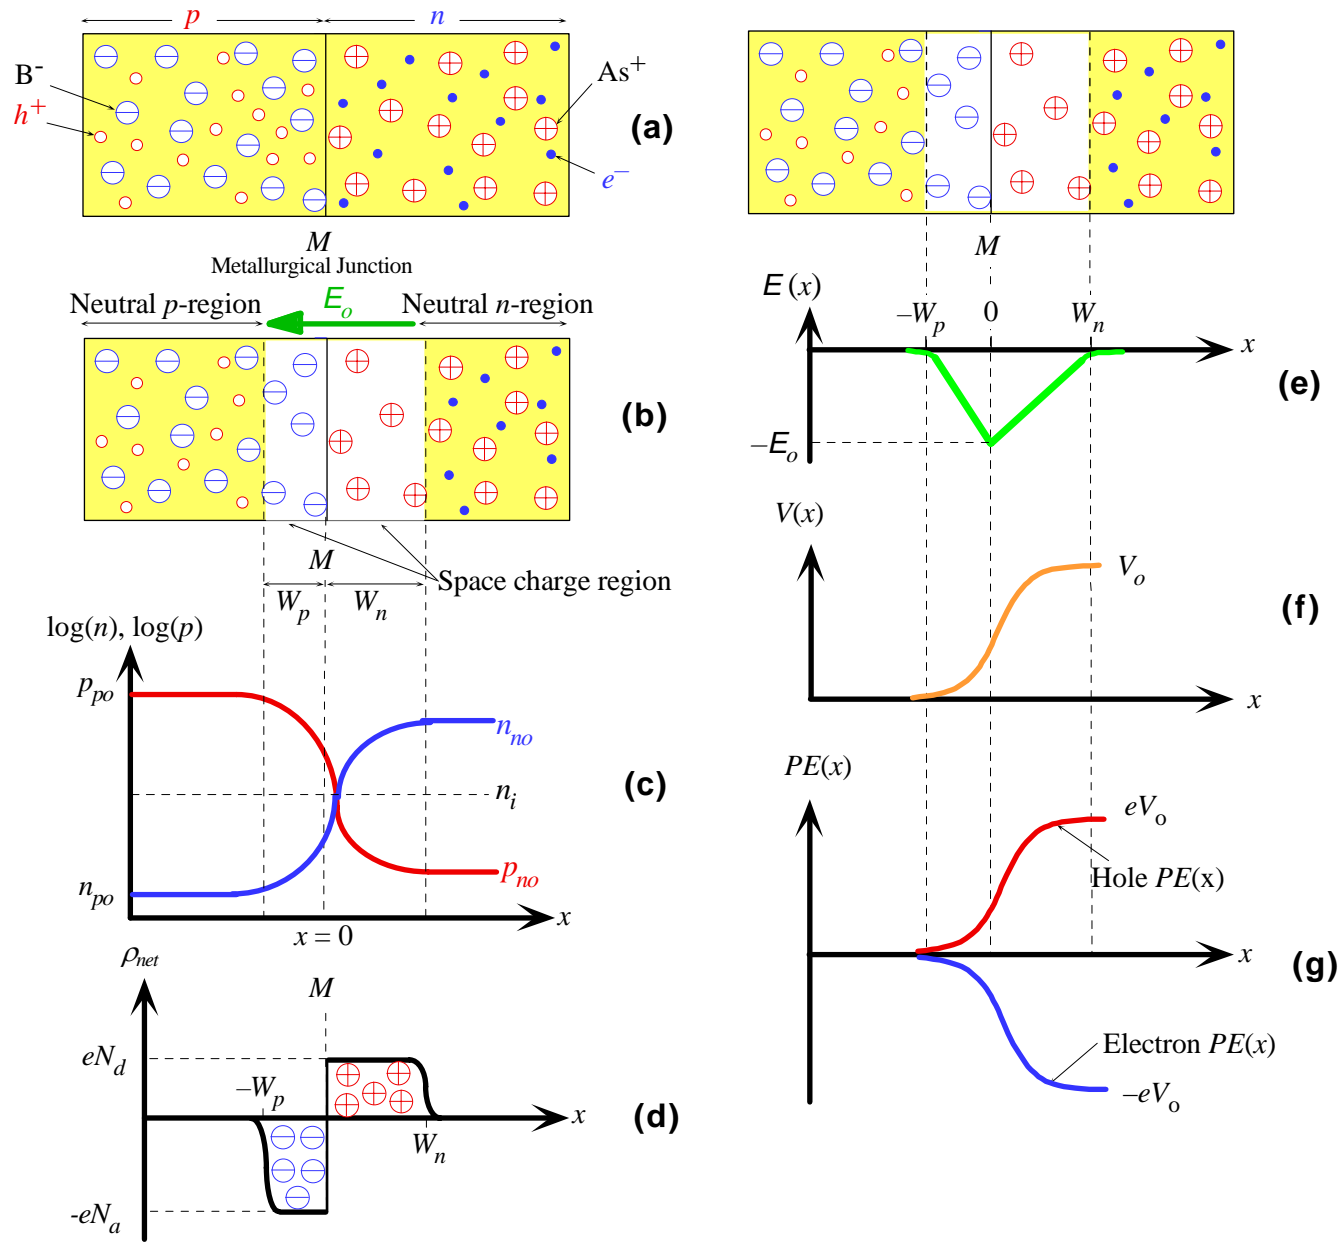 p n
B⁻
h⁺
As⁺
e⁻
(a)
M
Metallurgical Junction
Neutral p-region
Eₒ
Neutral n-region
(b)
M
Space charge region
Wₚ
Wₙ
log(n), log(p)
pₚₒ
nₙₒ
nᵢ
pₙₒ
nₚₒ
x
x = 0
(c)
ρₙₑₜ
M
eN_d
−Wₚ
x
Wₙ
-eNₐ
(d)
M
E (x)
−Wₚ 0 Wₙ
x
−Eₒ
(e)
V(x)
Vₒ
x
(f)
PE(x)
eVₒ
Hole PE(x)
x
Electron PE(x)
−eVₒ
(g)